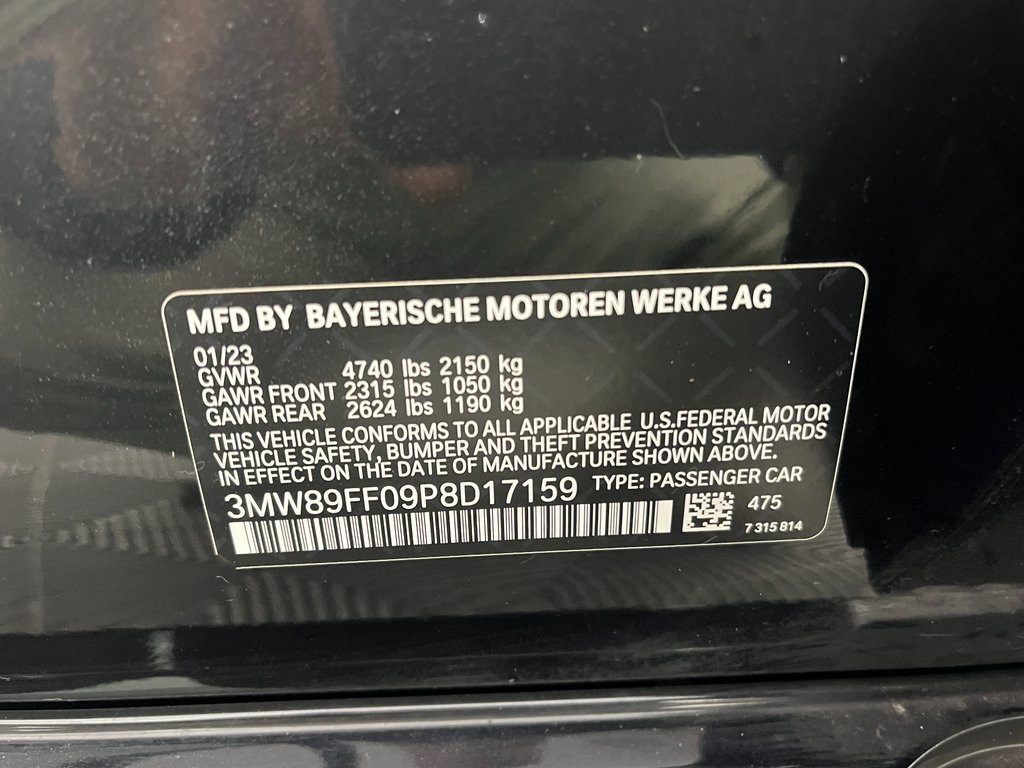 MFD BY BAYERISCHE MOTOREN WERKE AG
01/23
GVWR 4740 lbs 2150 kg
GAWR FRONT 2315 lbs 1050 kg
GAWR REAR 2624 lbs 1190 kg
THIS VEHICLE CONFORMS TO ALL APPLICABLE U.S.FEDERAL MOTOR
VEHICLE SAFETY, BUMPER AND THEFT PREVENTION STANDARDS
IN EFFECT ON THE DATE OF MANUFACTURE SHOWN ABOVE.
3MW89FF09P8D17159 TYPE: PASSENGER CAR
475
7 315 814